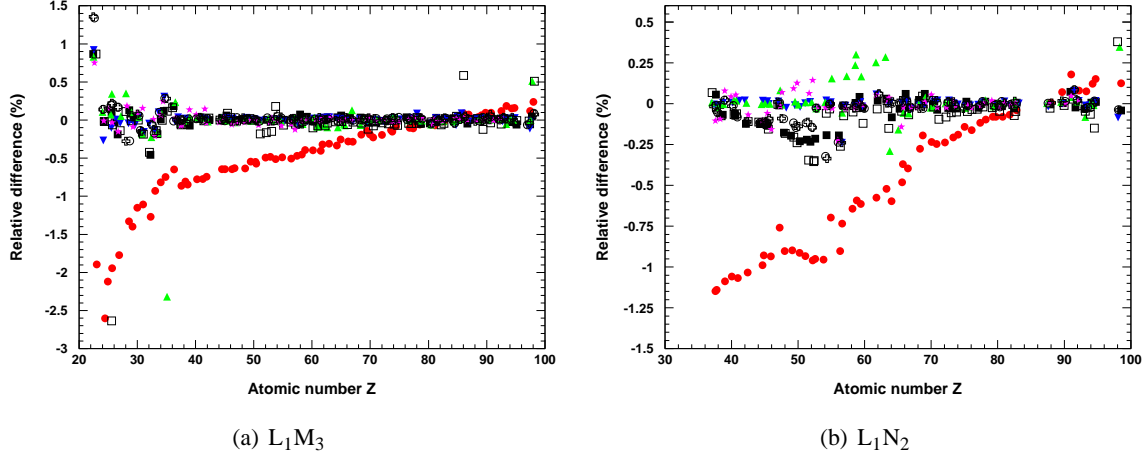 Relative difference (%)
1.5
1
0.5
0
-0.5
-1
-1.5
-2
-2.5
-3
20 30 40 50 60 70 80 90 100
Atomic number Z
(a) L₁M₃
Relative difference (%)
0.5
0.25
0
-0.25
-0.5
-0.75
-1
-1.25
-1.5
30 40 50 60 70 80 90 100
Atomic number Z
(b) L₁N₂